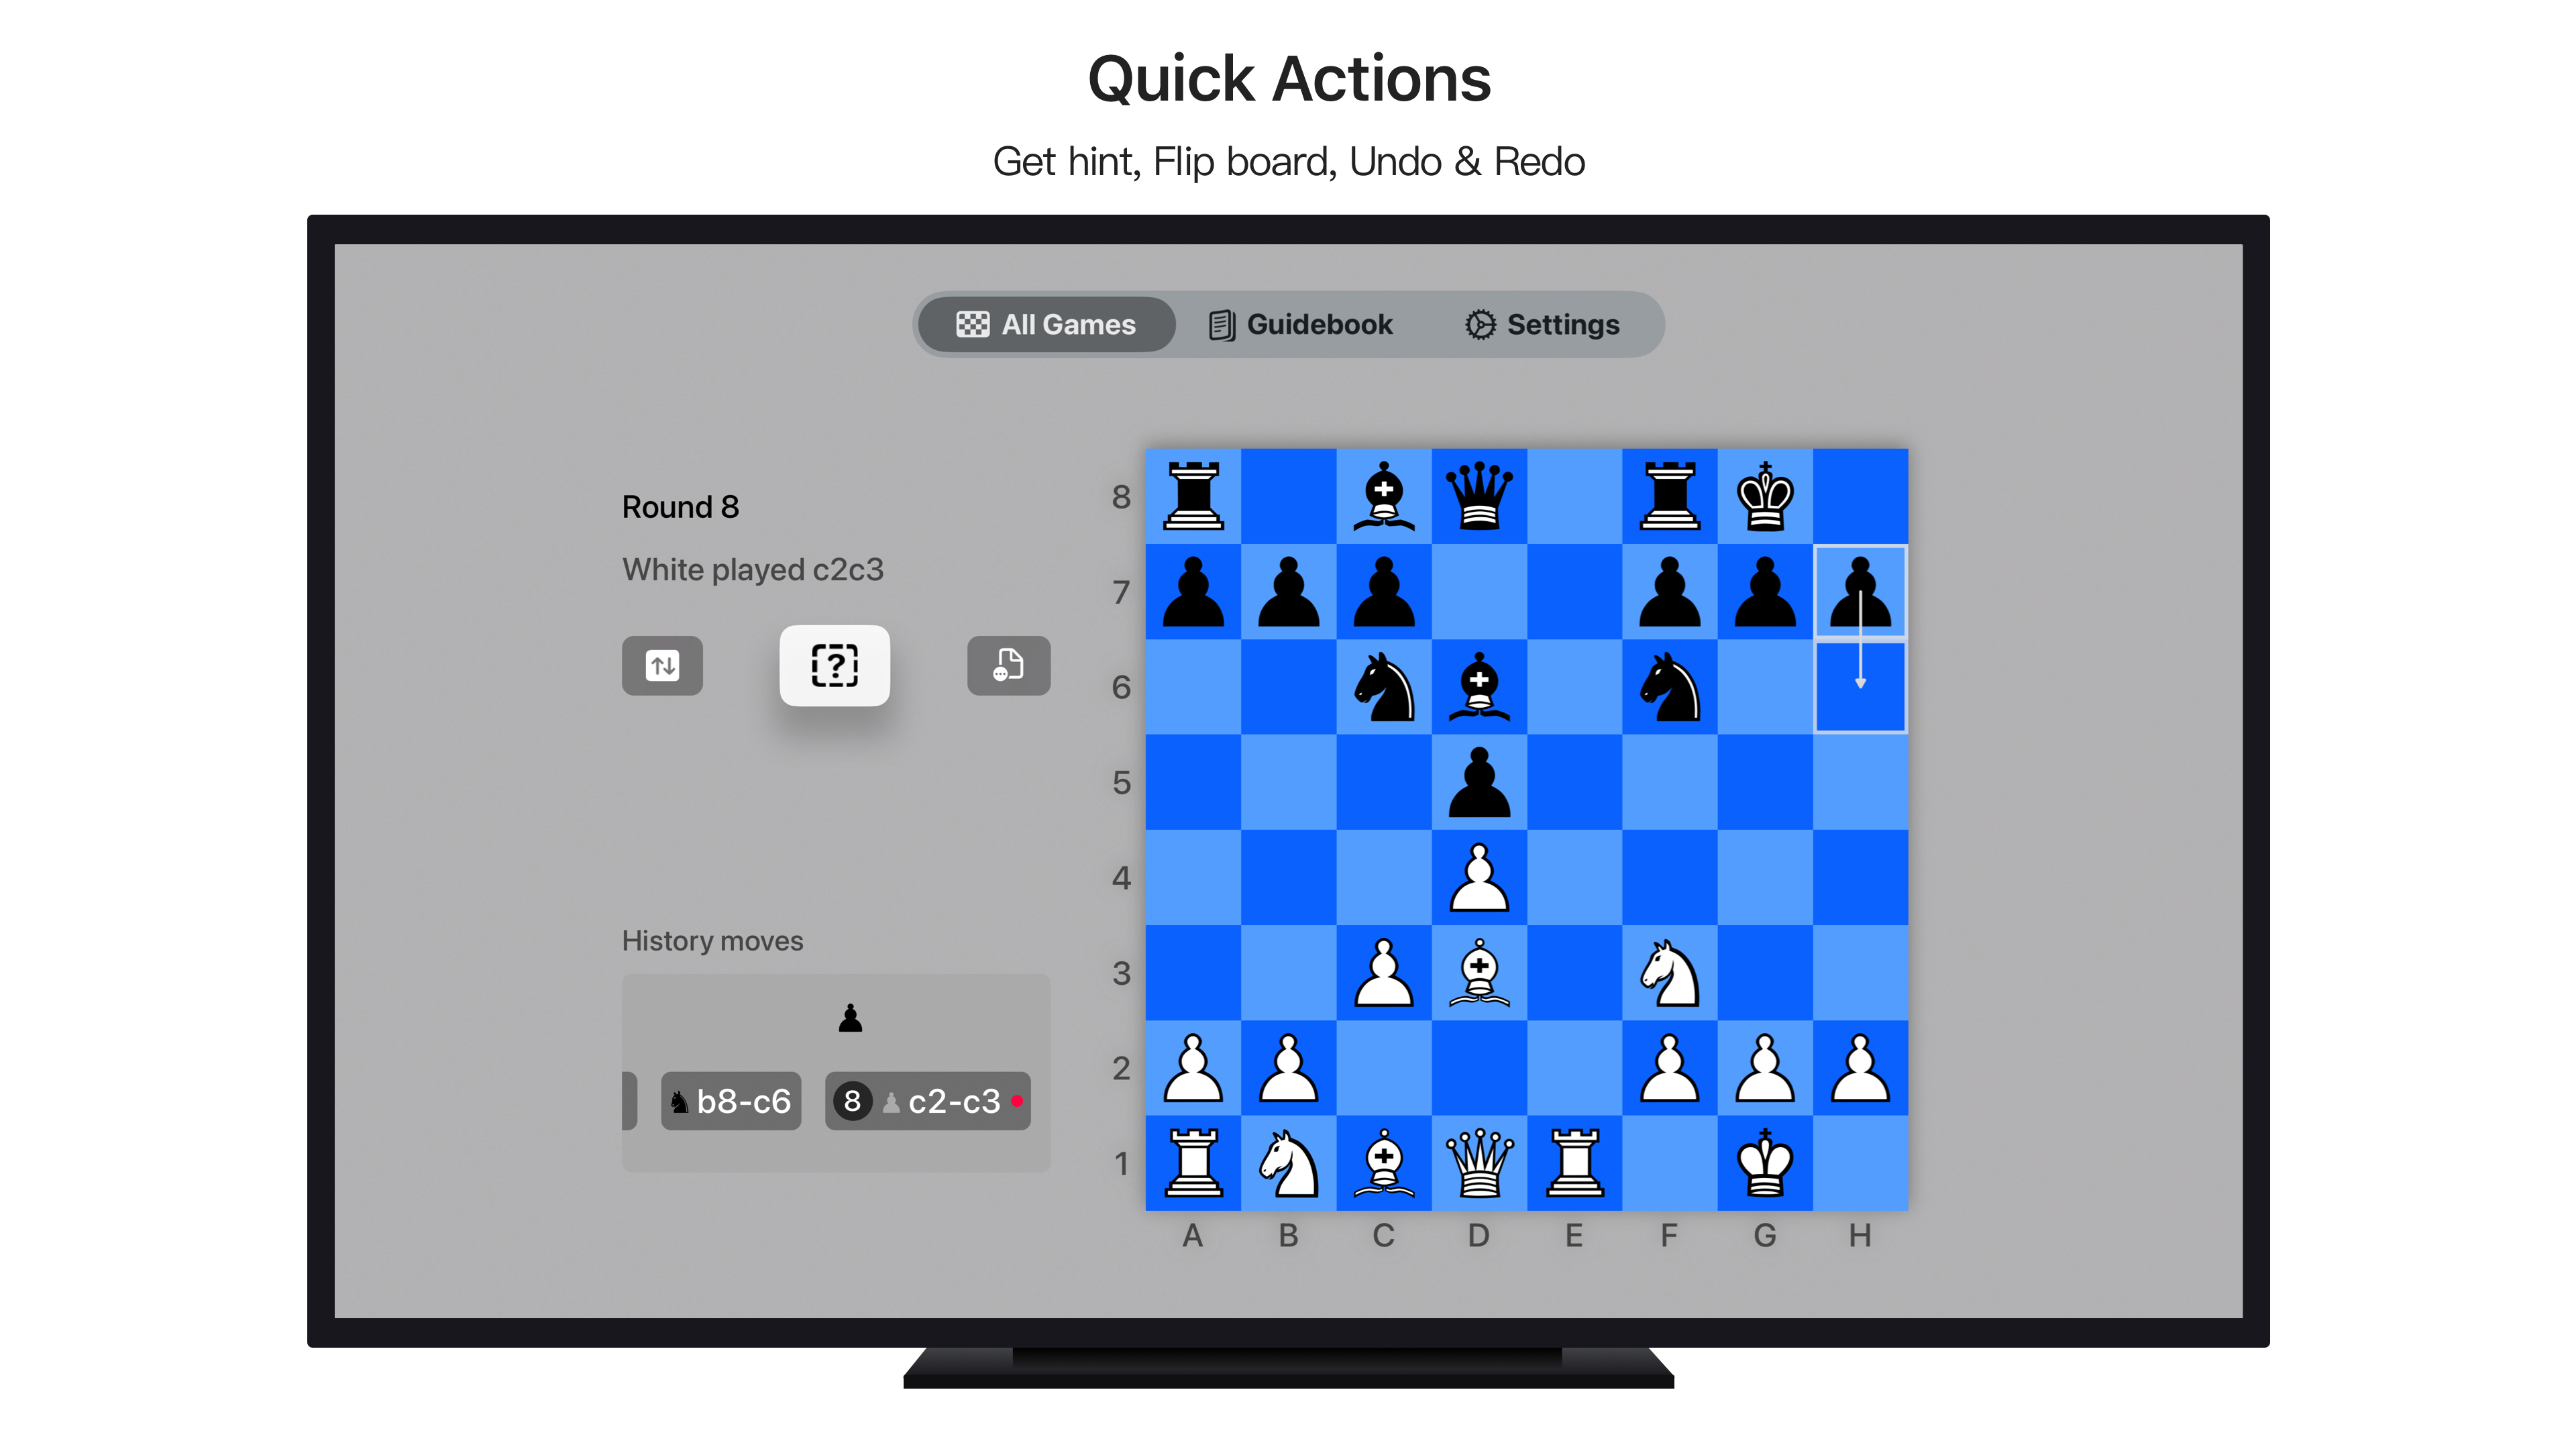 Quick Actions
Get hint, Flip board, Undo & Redo
All Games
Guidebook
Settings
Round 8
White played c2c3
?
History moves
b8-c6
8 c2-c3
8
7
6
5
4
3
2
1
A B C D E F G H